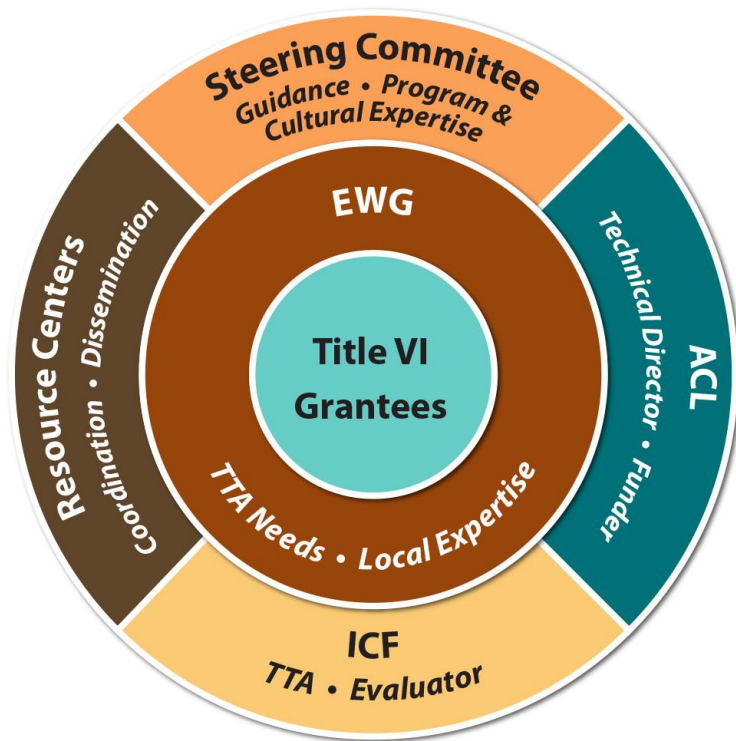 Steering Committee
Guidance • Program &
Cultural Expertise
EWG
Title VI
Grantees
TTA Needs • Local Expertise
Resource Centers
Coordination • Dissemination
ACL
Technical Director • Funder
ICF
TTA • Evaluator